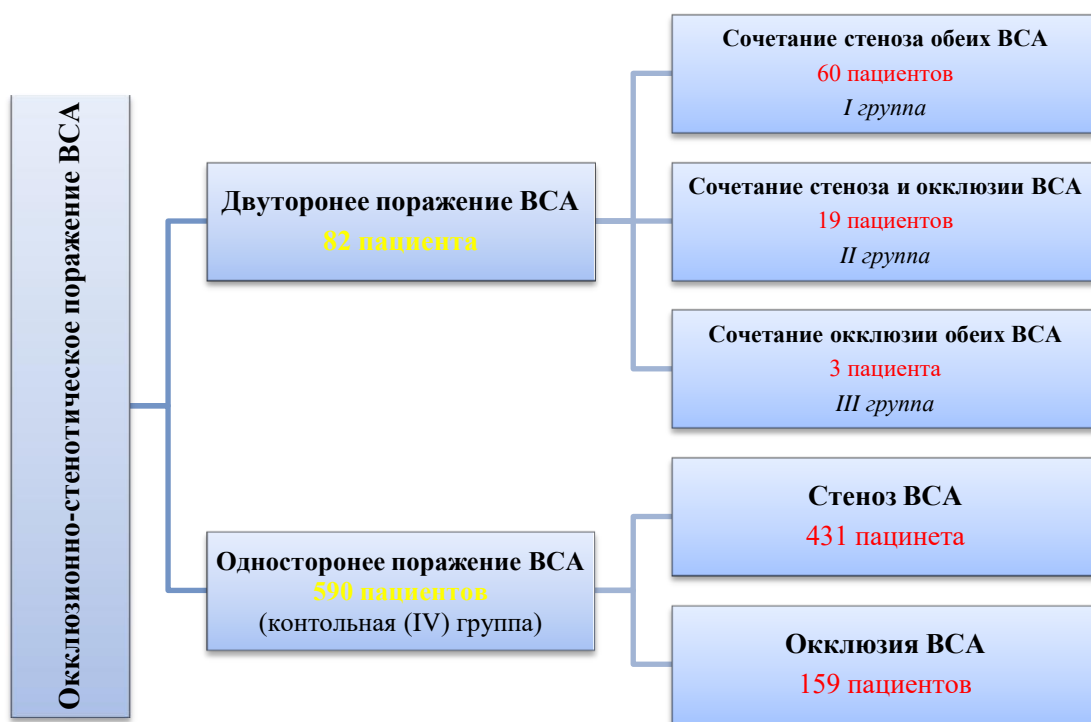 Окклюзионно-стенотическое поражение ВСА
Двуторонее поражение ВСА
82 пациента
Сочетание стеноза обеих ВСА
60 пациентов
I группа
Сочетание стеноза и окклюзии ВСА
19 пациентов
II группа
Сочетание окклюзии обеих ВСА
3 пациента
III группа
Односторонее поражение ВСА
590 пациентов
(контольная (IV) группа)
Стеноз ВСА
431 пацинета
Окклюзия ВСА
159 пациентов